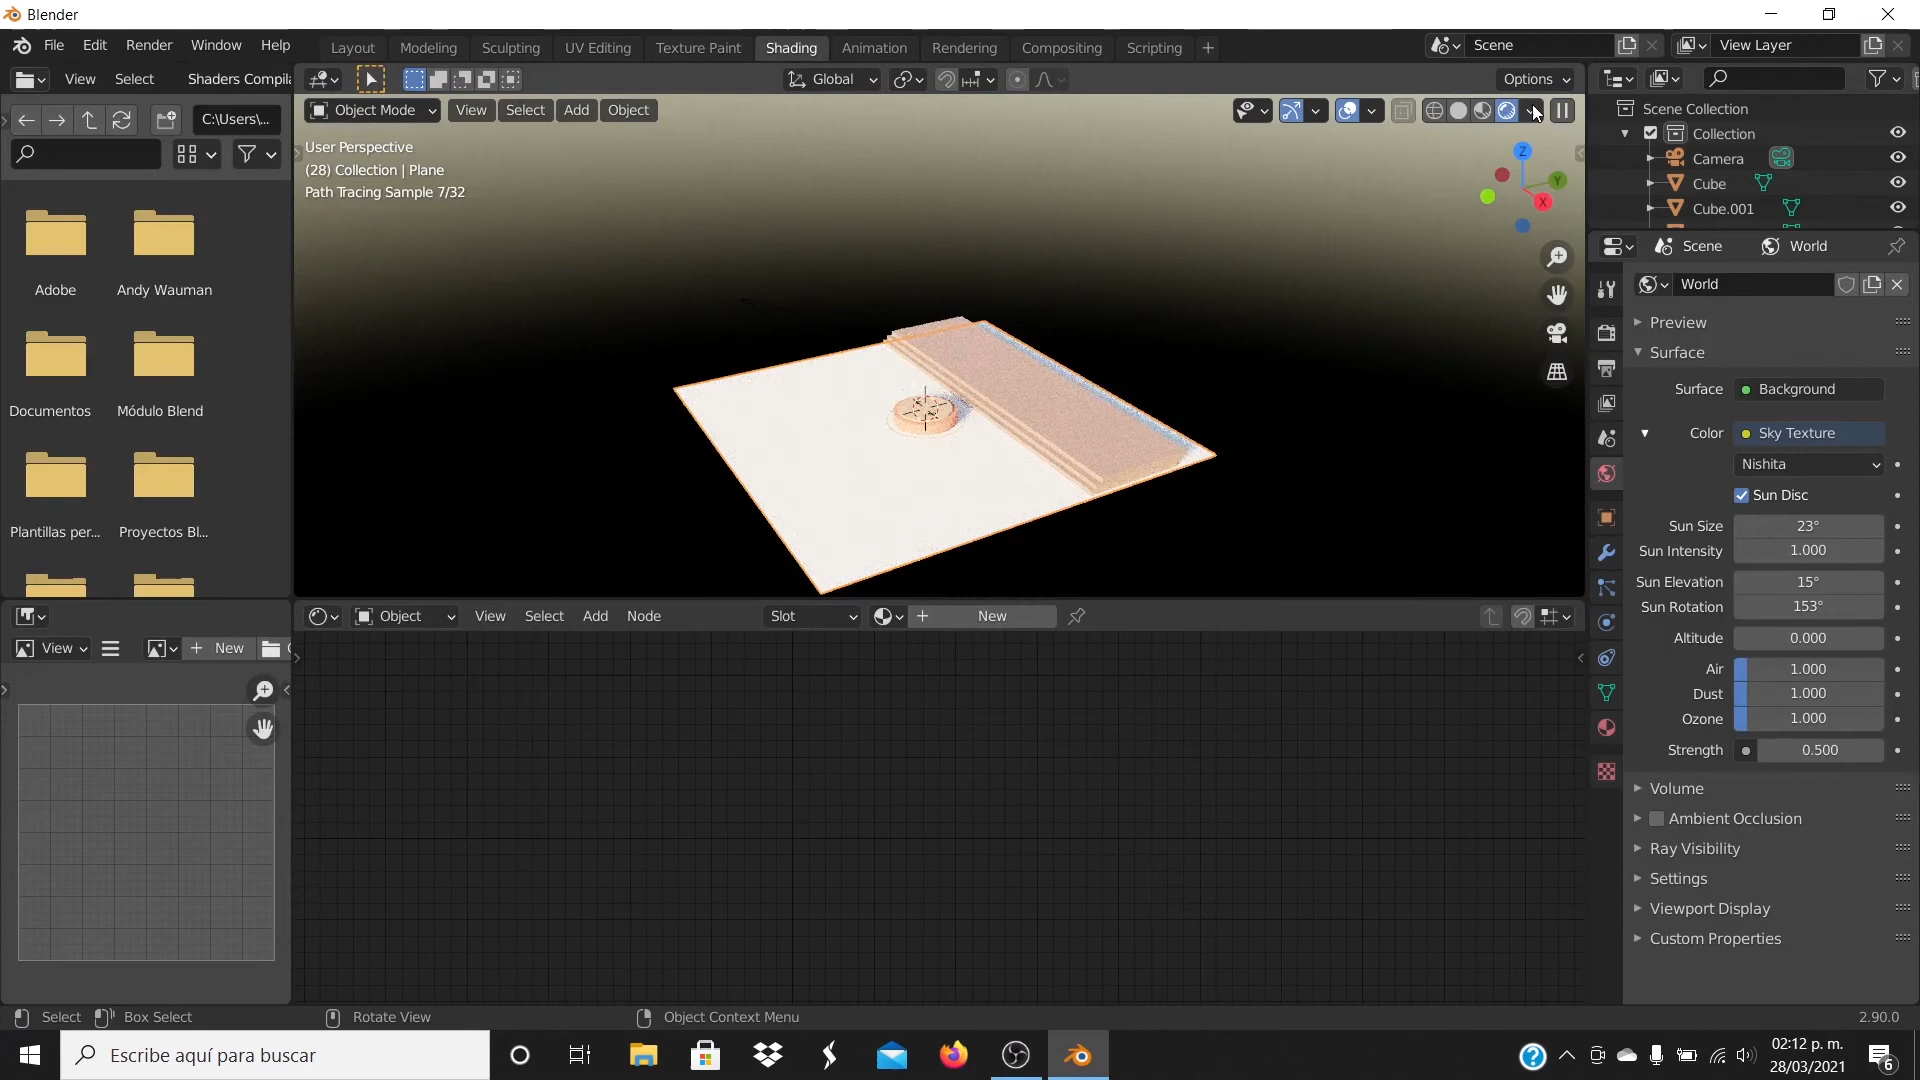 Blender
File Edit Render Window Help
Layout Modeling Sculpting UV Editing Texture Paint Shading Animation Rendering Compositing Scripting +
Scene
View Layer
View Select Shaders Compila
Global
Options
C:\Users\...
Object Mode View Select Add Object
User Perspective
(28) Collection | Plane
Path Tracing Sample 7/32
Z
Y
X
Adobe
Andy Wauman
Documentos
Módulo Blend
Plantillas per...
Proyectos Bl...
Scene Collection
Collection
Camera
Cube
Cube.001
Scene World
World
Preview
Surface
Surface Background
Color Sky Texture
Nishita
Sun Disc
Sun Size 23°
Sun Intensity 1.000
Sun Elevation 15°
Sun Rotation 153°
Altitude 0.000
Air 1.000
Dust 1.000
Ozone 1.000
Strength 0.500
Volume
Ambient Occlusion
Ray Visibility
Settings
Viewport Display
Custom Properties
Object View Select Add Node Slot + New
View + New
Select Box Select Rotate View Object Context Menu 2.90.0
Escribe aquí para buscar
02:12 p. m.
28/03/2021
6